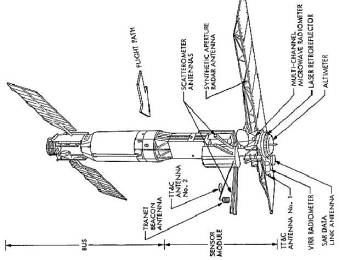 FLIGHT PATH
SCATTEROMETER
ANTENNAS
SYNTHETIC APERTURE
RADAR ANTENNA
MULTI-CHANNEL
MICROWAVE RADIOMETER
LASER RETROREFLECTOR
ALTIMETER
TRANET
BEACON
ANTENNA
TT&C
ANTENNA
No. 2
BUS
SENSOR
MODULE
TT&C
ANTENNA No. 1
VIRR RADIOMETER
SAR DATA
LINK ANTENNA